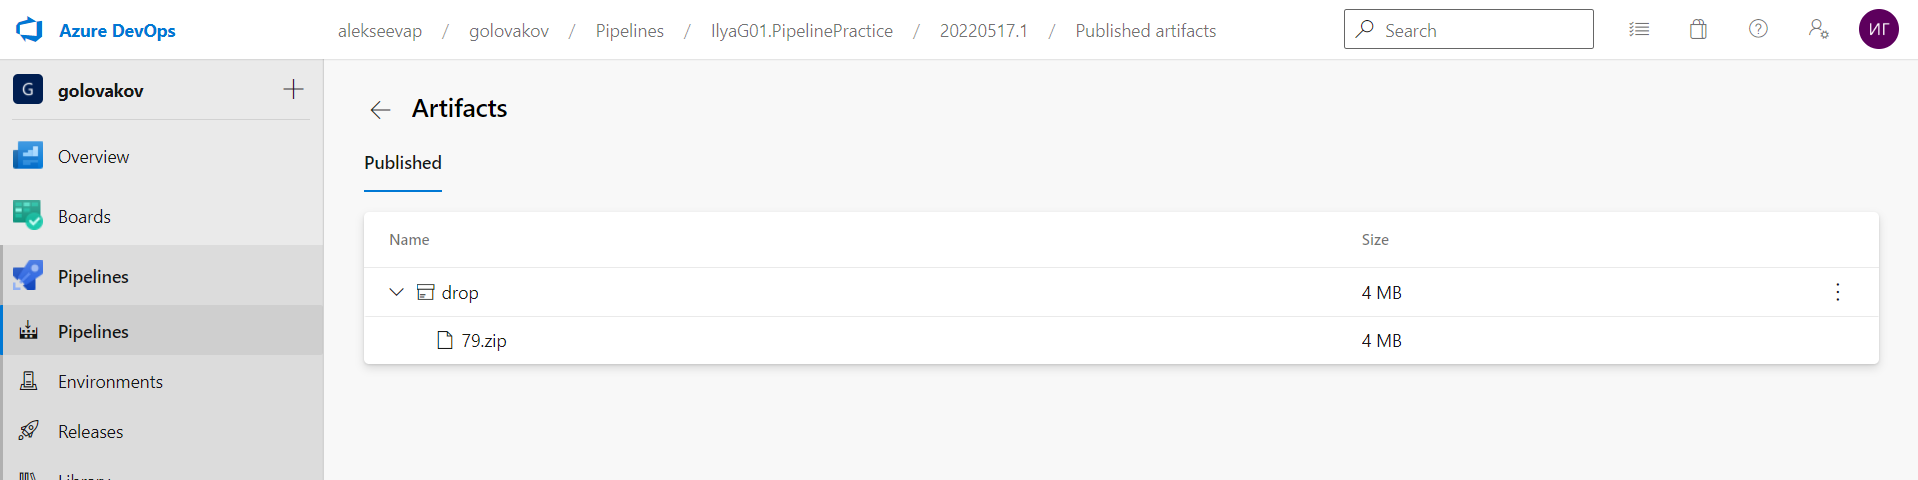 Azure DevOps
alekseevap / golovakov / Pipelines / IlyaG01.PipelinePractice / 20220517.1 / Published artifacts
Search
ИГ
G golovakov
Overview
Boards
Pipelines
Pipelines
Environments
Releases
Library
Artifacts
Published
Name Size
drop 4 MB
79.zip 4 MB